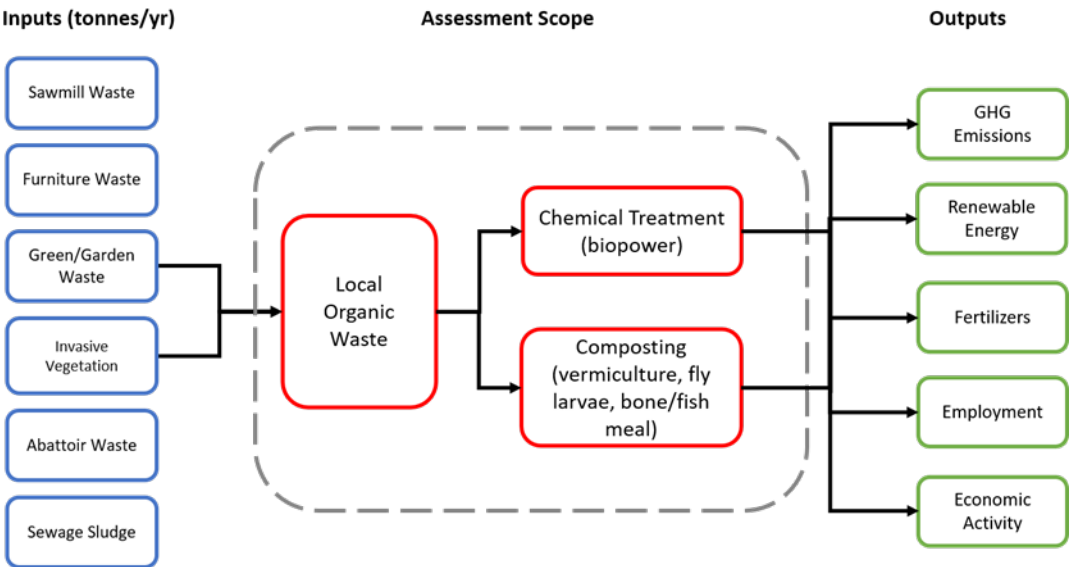 Inputs (tonnes/yr)
Assessment Scope
Outputs
Sawmill Waste
Furniture Waste
Green/Garden
Waste
Invasive
Vegetation
Abattoir Waste
Sewage Sludge
Local
Organic
Waste
Chemical Treatment
(biopower)
Composting
(vermiculture, fly
larvae, bone/fish
meal)
GHG
Emissions
Renewable
Energy
Fertilizers
Employment
Economic
Activity